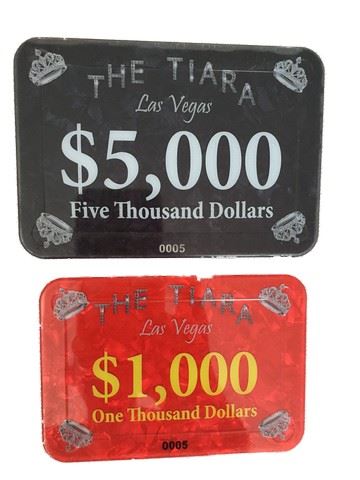 THE TIARA
Las Vegas
$5,000
Five Thousand Dollars
0005
THE TIARA
Las Vegas
$1,000
One Thousand Dollars
0005